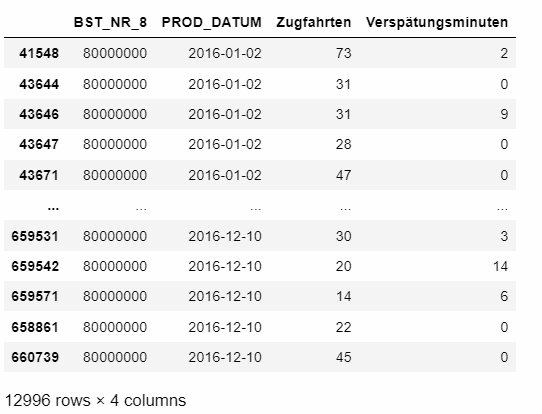 BST_NR_8 PROD_DATUM Zugfahrten Verspätungsminuten
41548 80000000 2016-01-02 73 2
43644 80000000 2016-01-02 31 0
43646 80000000 2016-01-02 31 9
43647 80000000 2016-01-02 28 0
43671 80000000 2016-01-02 47 0
... ... ... ... ...
659531 80000000 2016-12-10 30 3
659542 80000000 2016-12-10 20 14
659571 80000000 2016-12-10 14 6
658861 80000000 2016-12-10 22 0
660739 80000000 2016-12-10 45 0
12996 rows × 4 columns